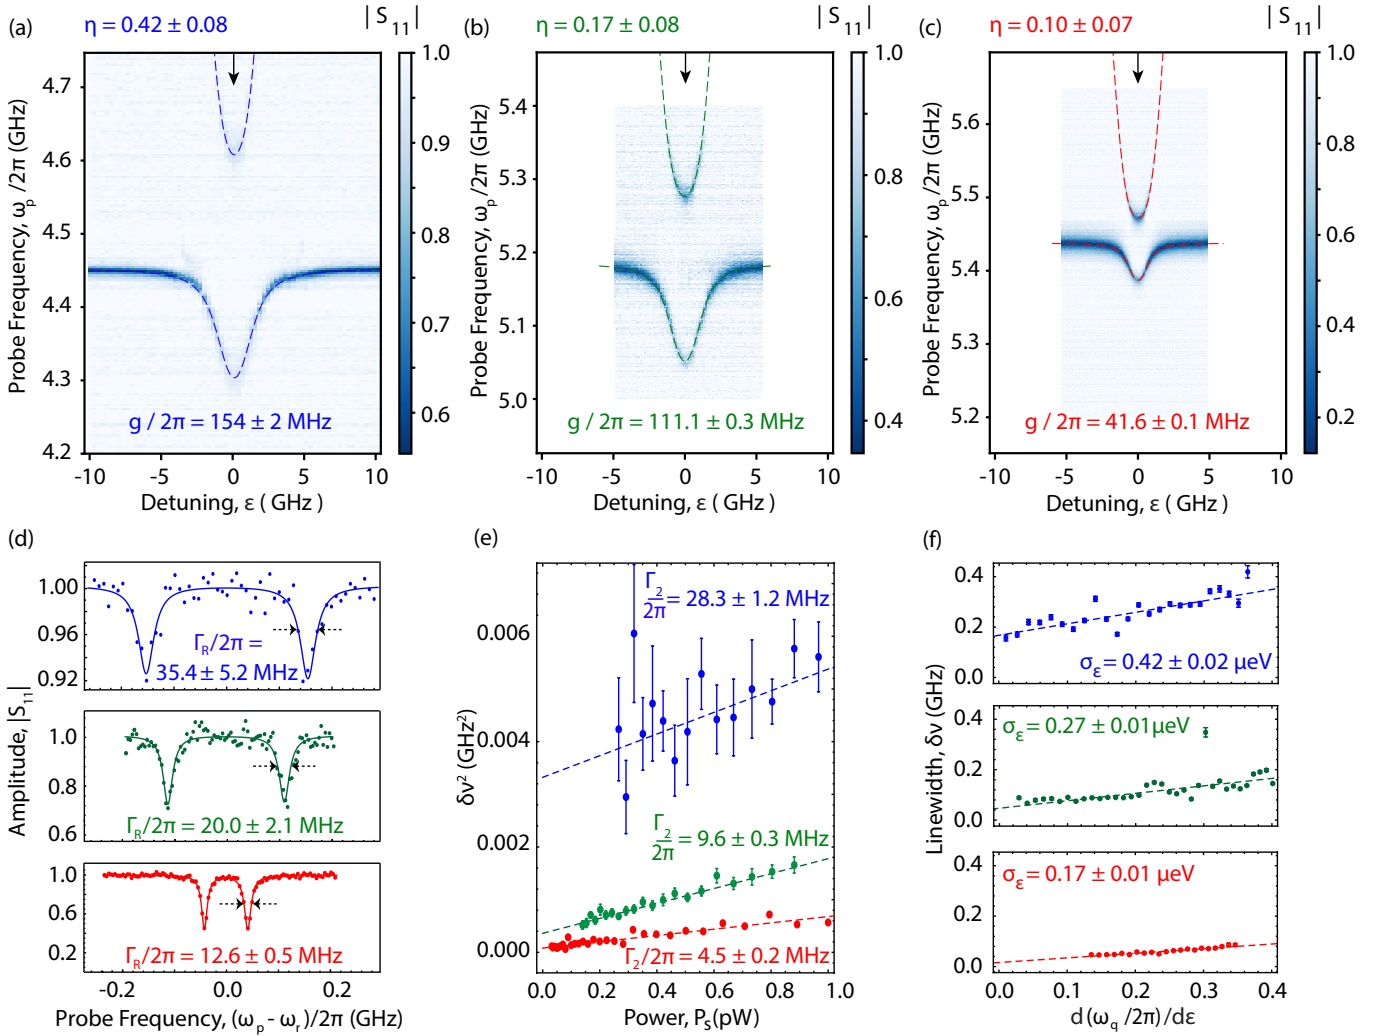 (a)
η = 0.42 ± 0.08
| S11 |
Probe Frequency, ωp/2π (GHz)
4.7
4.6
4.5
4.4
4.3
4.2
-10
-5
0
5
10
Detuning, ε ( GHz )
g / 2π = 154 ± 2 MHz
1.0
0.9
0.8
0.7
0.6
(b)
η = 0.17 ± 0.08
| S11 |
Probe Frequency, ωp/2π (GHz)
5.4
5.3
5.2
5.1
5.0
-10
-5
0
5
10
Detuning, ε ( GHz )
g / 2π = 111.1 ± 0.3 MHz
1.0
0.8
0.6
0.4
(c)
η = 0.10 ± 0.07
| S11 |
Probe Frequency, ωp/2π (GHz)
5.6
5.5
5.4
5.3
5.2
-10
-5
0
5
10
Detuning, ε ( GHz )
g / 2π = 41.6 ± 0.1 MHz
1.0
0.8
0.6
0.4
0.2
(d)
Amplitude, |S11|
1.00
0.96
0.92
ΓR/2π =
35.4 ± 5.2 MHz
1.0
0.8
0.6
ΓR/2π = 20.0 ± 2.1 MHz
1.0
0.6
0.2
ΓR/2π = 12.6 ± 0.5 MHz
-0.2
0.0
0.2
Probe Frequency, (ωp - ωr)/2π (GHz)
(e)
δν² (GHz²)
0.006
0.004
0.002
0.000
Γ2/2π = 28.3 ± 1.2 MHz
Γ2/2π = 9.6 ± 0.3 MHz
Γ2/2π = 4.5 ± 0.2 MHz
0.0
0.2
0.4
0.6
0.8
1.0
Power, PS(pW)
(f)
Linewidth, δν (GHz)
0.4
0.2
0.0
σε = 0.42 ± 0.02 μeV
0.4
0.2
0.0
σε = 0.27 ± 0.01μeV
0.4
0.2
0.0
σε = 0.17 ± 0.01 μeV
0.0
0.1
0.2
0.3
0.4
d(ωq/2π)/dε